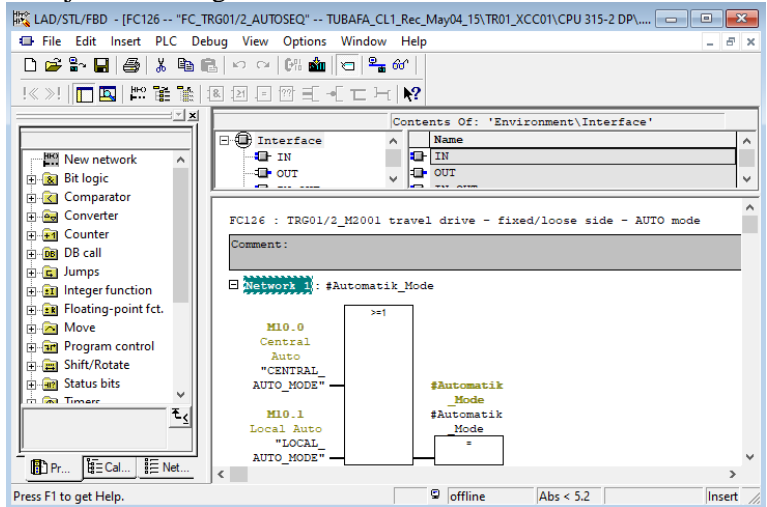 LAD/STL/FBD - [FC126 -- "FC_TRG01/2_AUTOSEQ" -- TUBAFA_CL1_Rec_May04_15\TR01_XCC01\CPU 315-2 DP\....
File Edit Insert PLC Debug View Options Window Help
Contents Of: 'Environment\Interface'
Interface
IN
OUT
Name
IN
OUT
New network
Bit logic
Comparator
Converter
Counter
DB call
Jumps
Integer function
Floating-point fct.
Move
Program control
Shift/Rotate
Status bits
Timers
Pr... Cal... Net...
FC126 : TRG01/2_M2001 travel drive - fixed/loose side - AUTO mode
Comment:
Network 1: #Automatik_Mode
>=1
M10.0
Central
Auto
"CENTRAL_
AUTO_MODE"
M10.1
Local Auto
"LOCAL_
AUTO_MODE"
#Automatik
_Mode
#Automatik
_Mode
=
Press F1 to get Help.
offline
Abs < 5.2
Insert